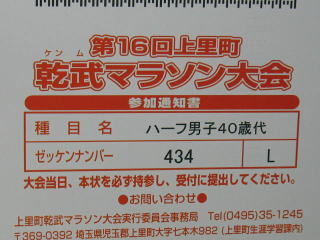 第16回上里町
ケンム
乾武マラソン大会
参加通知書
種目名 ハーフ男子40歳代
ゼッケンナンバー 434 L
大会当日、本状を必ず持参し、受付に提出してください。
●お問い合わせ●
上里町乾武マラソン大会実行委員会事務局 Tel(0495)35-1245
〒369-0392 埼玉県児玉郡上里町大字七本木982(上里町生涯学習課内)